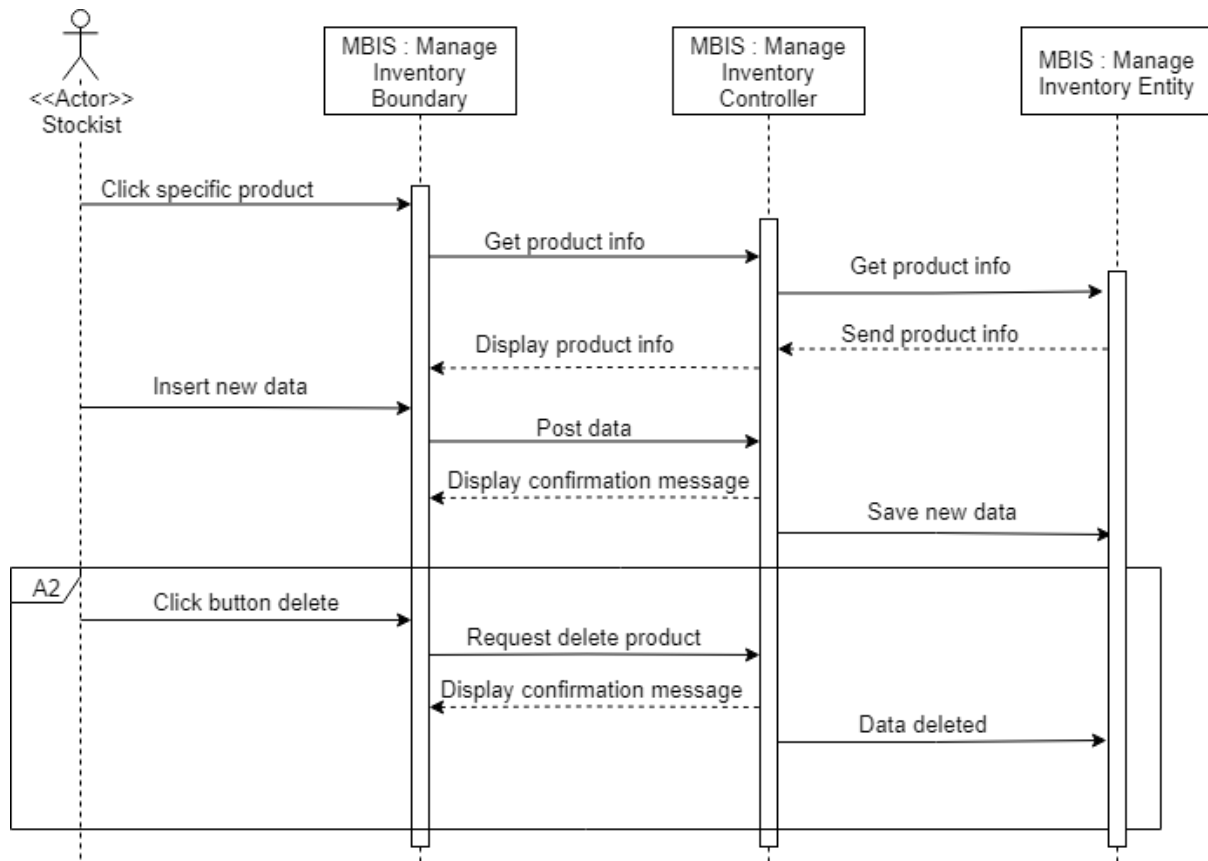 <<Actor>>
Stockist
MBIS : Manage
Inventory
Boundary
MBIS : Manage
Inventory
Controller
MBIS : Manage
Inventory Entity
Click specific product
Get product info
Get product info
Send product info
Display product info
Insert new data
Post data
Display confirmation message
Save new data
A2
Click button delete
Request delete product
Display confirmation message
Data deleted